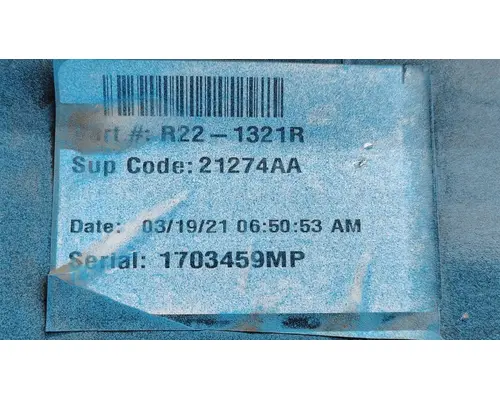 Part #: R22-1321R
Sup Code: 21274AA
Date: 03/19/21 06:50:53 AM
Serial: 1703459MP